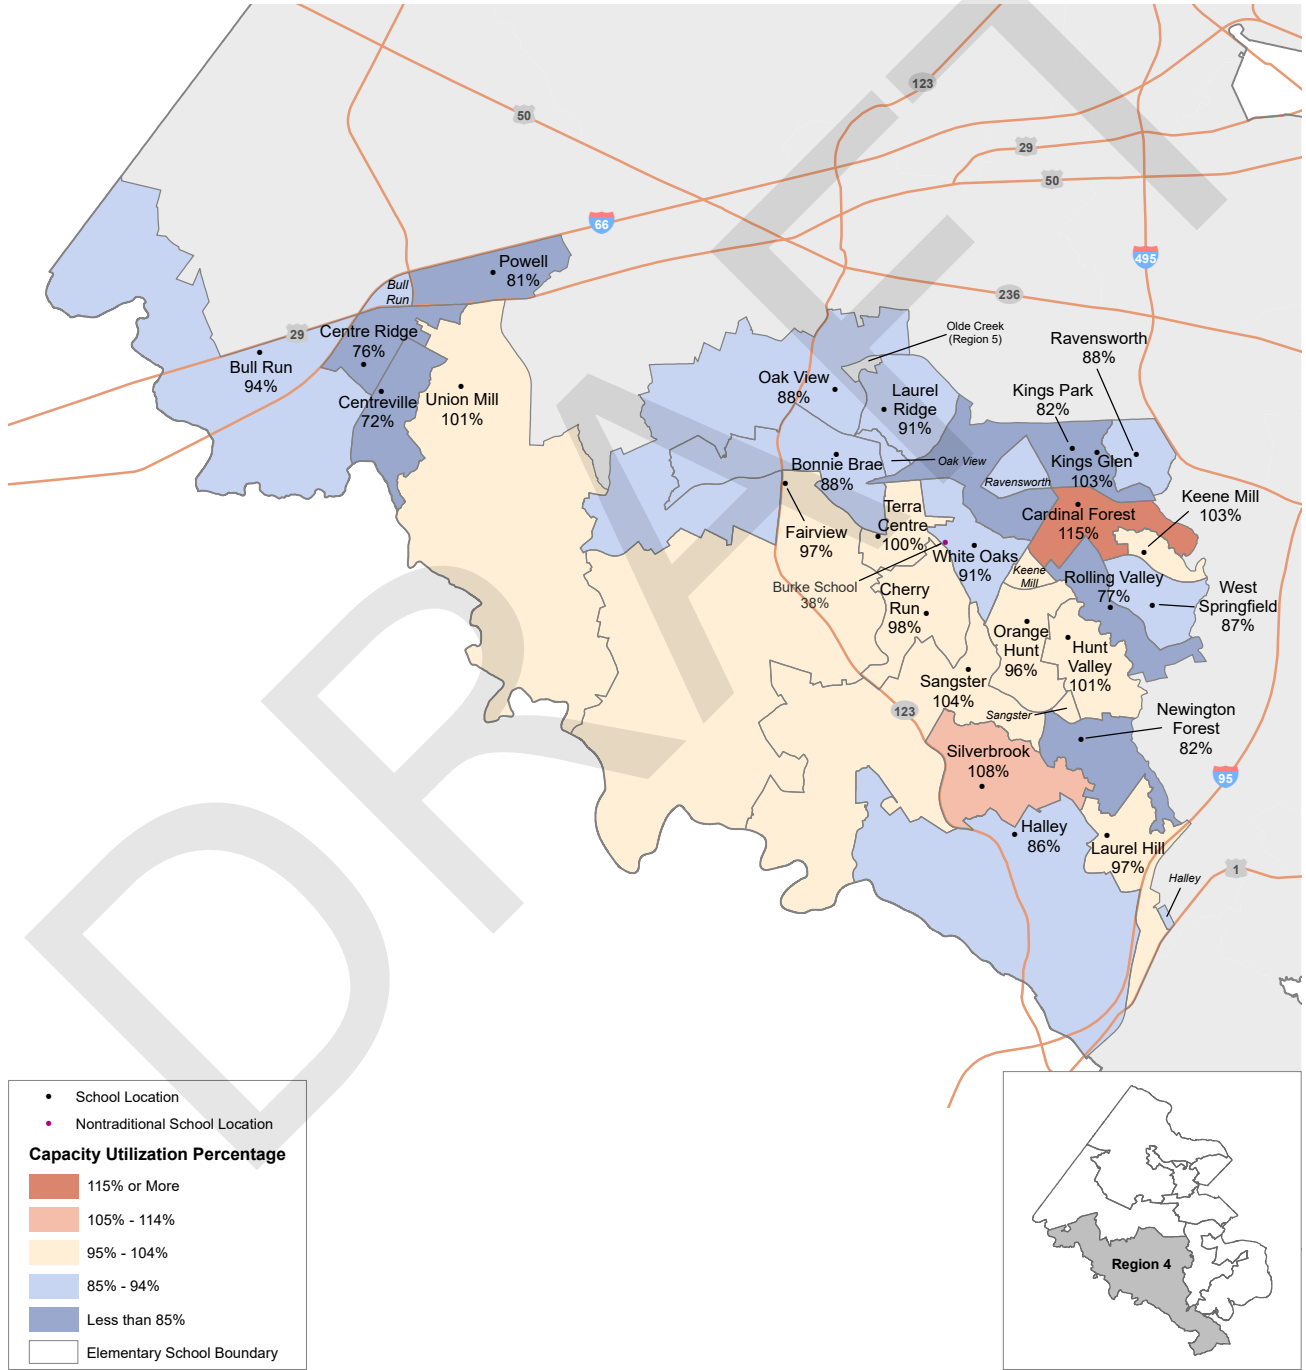 123
50
29
50
66
495
236
Powell
81%
Bull
Run
29
Centre Ridge
76%
Bull Run
94%
Centreville
72%
Union Mill
101%
Olde Creek
(Region 5)
Ravensworth
88%
Oak View
88%
Laurel
Ridge
91%
Kings Park
82%
Bonnie Brae
88%
Oak View
Kings Glen
103%
Ravensworth
Keene Mill
103%
Terra
Centre
100%
Cardinal Forest
115%
Fairview
97%
White Oaks
91%
Keene
Mill
Rolling Valley
77%
West
Springfield
87%
Burke School
38%
Cherry
Run
98%
Orange
Hunt
96%
Hunt
Valley
101%
Sangster
104%
Sangster
123
Newington
Forest
82%
Silverbrook
108%
95
Halley
86%
Laurel Hill
97%
1
Halley
DRAFT
School Location
Nontraditional School Location
Capacity Utilization Percentage
115% or More
105% - 114%
95% - 104%
85% - 94%
Less than 85%
Elementary School Boundary
Region 4